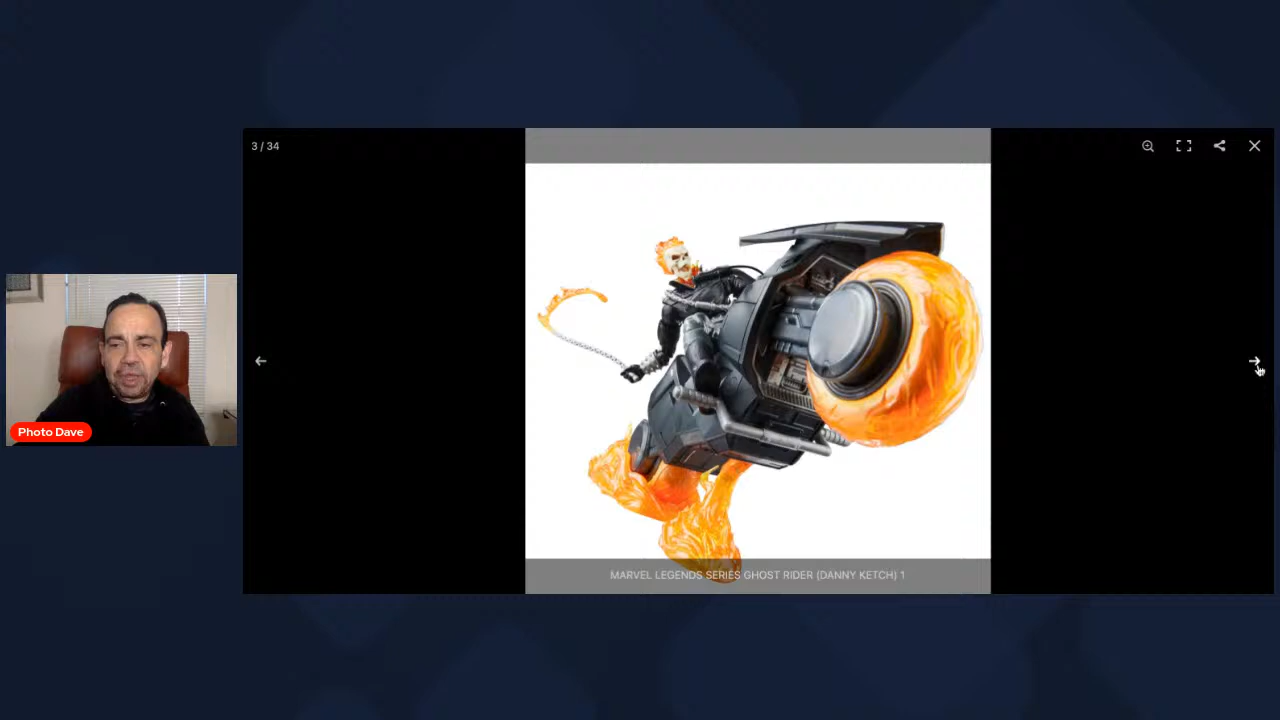 3 / 34
Photo Dave
MARVEL LEGENDS SERIES GHOST RIDER (DANNY KETCH) 1